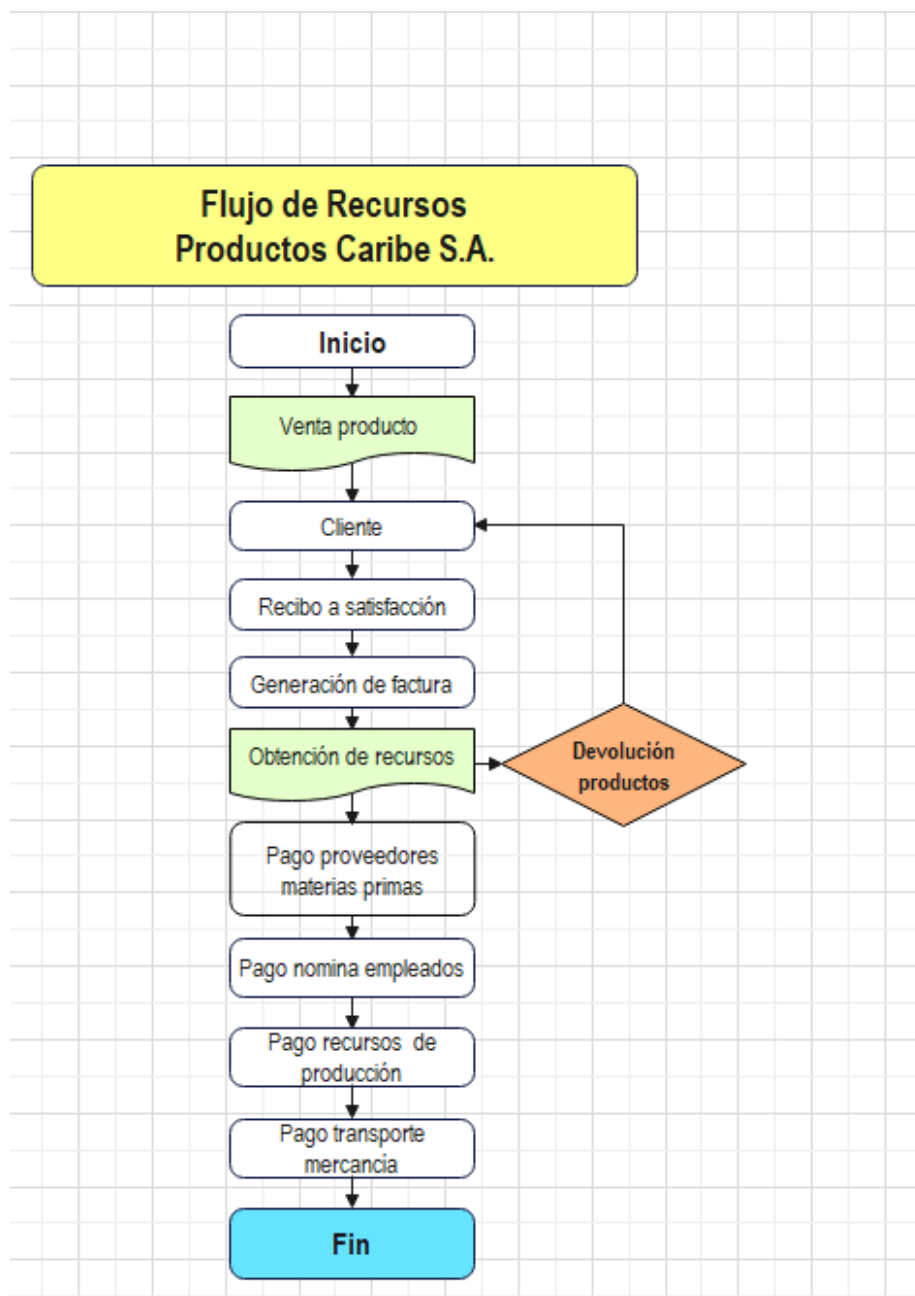 Flujo de Recursos
Productos Caribe S.A.
Inicio
Venta producto
Cliente
Recibo a satisfacción
Generación de factura
Obtención de recursos
Devolución
productos
Pago proveedores
materias primas
Pago nomina empleados
Pago recursos de
producción
Pago transporte
mercancía
Fin